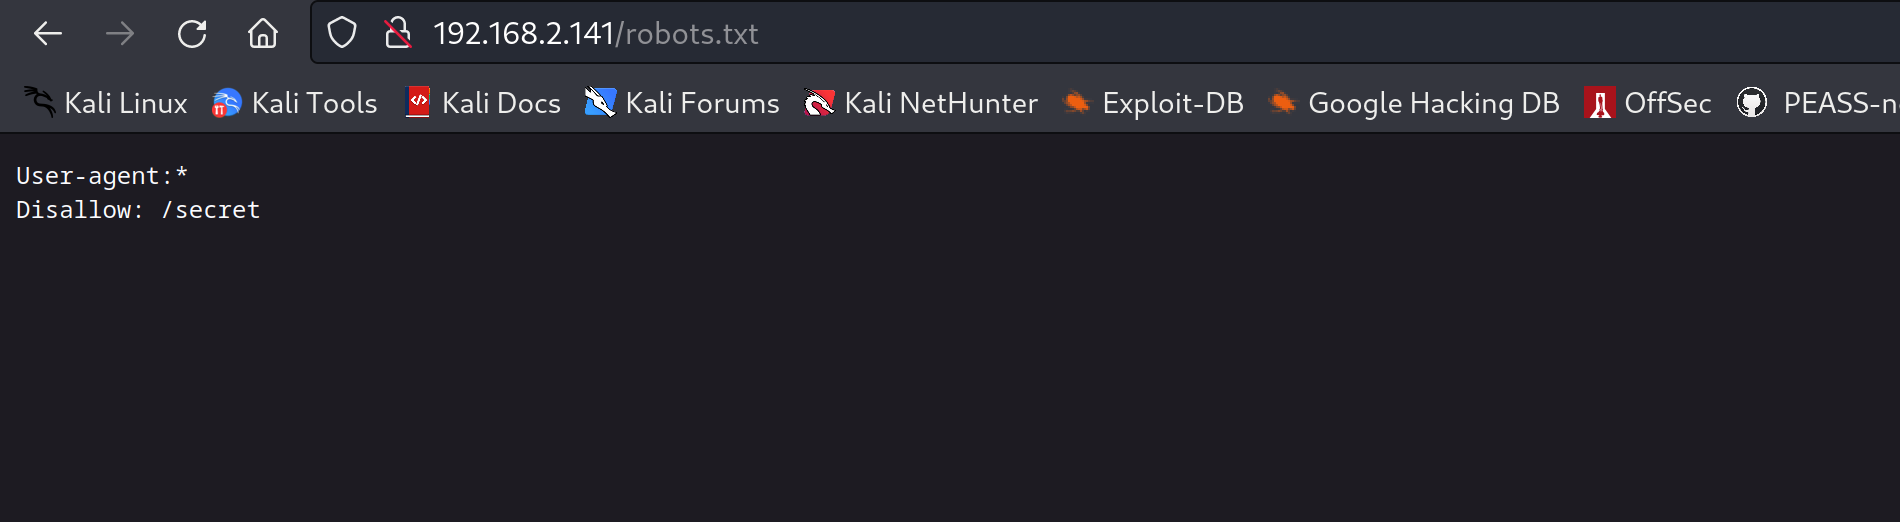 192.168.2.141/robots.txt
Kali Linux Kali Tools Kali Docs Kali Forums Kali NetHunter Exploit-DB Google Hacking DB OffSec PEASS-n
User-agent:*
Disallow: /secret